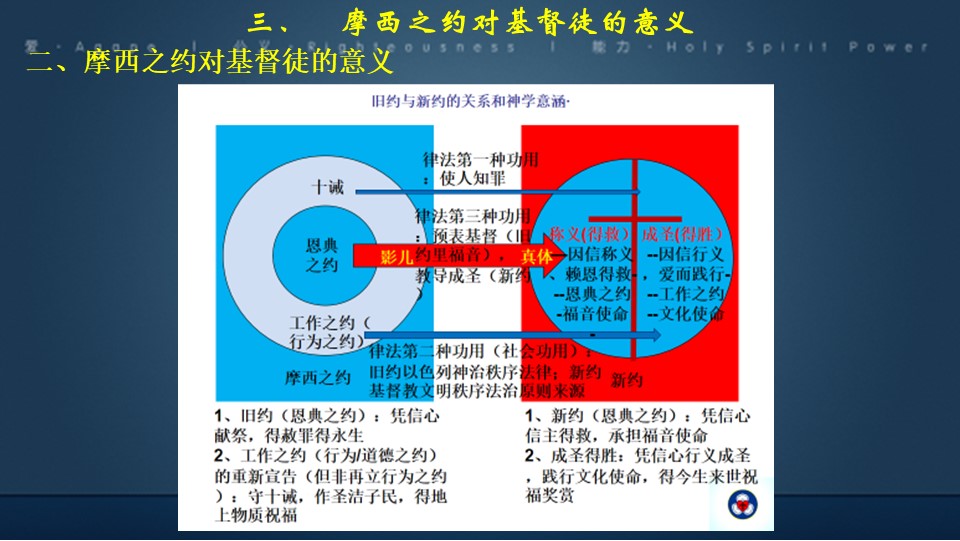 三、 摩西之约对基督徒的意义
爱 · Agape | 公义 · Righteousness | 能力 · Holy Spirit Power
二、摩西之约对基督徒的意义
旧约与新约的关系和神学意涵·
律法第一种功用
：使人知罪
十诫
律法第三种功用
：预表基督（旧
约里福音），
教导成圣（新约
）
恩典
之约
影儿
真体
称义(得救)
--因信称义
、赖恩得救-
--恩典之约
-福音使命
-
成圣(得胜）
--因信行义
，爱而践行-
--工作之约
--文化使命
工作之约（
行为之约）
律法第二种功用（社会功用）：
旧约以色列神治秩序法律；新约
基督教文明秩序法治原则来源
摩西之约
新约
1、旧约（恩典之约）：凭信心
献祭，得赦罪得永生
2、工作之约（行为/道德之约）
的重新宣告（但非再立行为之约
）：守十诫，作圣洁子民，得地
上物质祝福
1、新约（恩典之约）：凭信心
信主得救，承担福音使命
2、成圣得胜：凭信心行义成圣
，践行文化使命，得今生来世祝
福奖赏